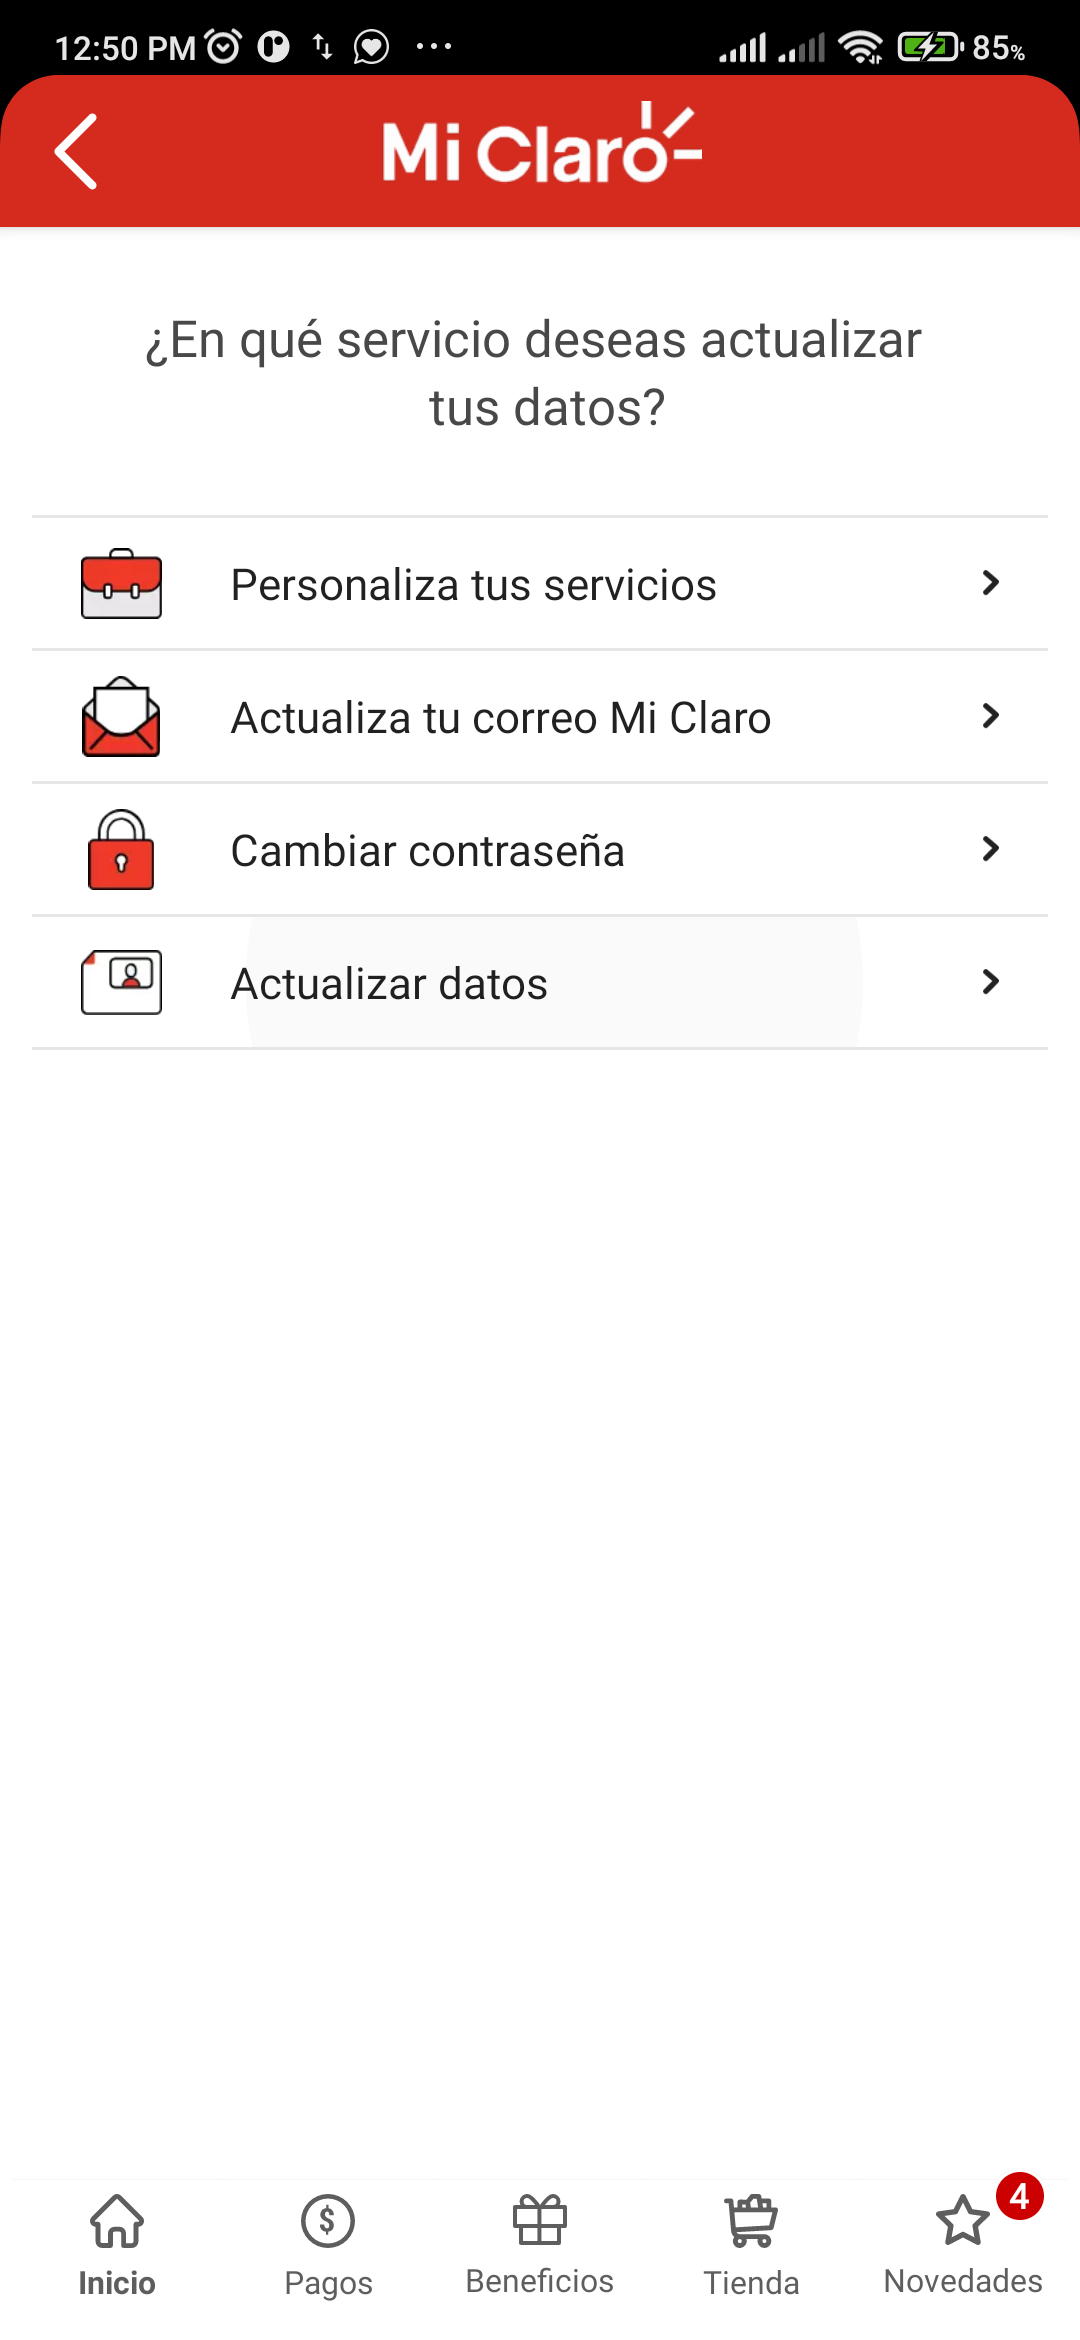 12:50 PM
85%
Mi Claro
¿En qué servicio deseas actualizar
tus datos?
Personaliza tus servicios
Actualiza tu correo Mi Claro
Cambiar contraseña
Actualizar datos
4
Inicio
Pagos
Beneficios
Tienda
Novedades